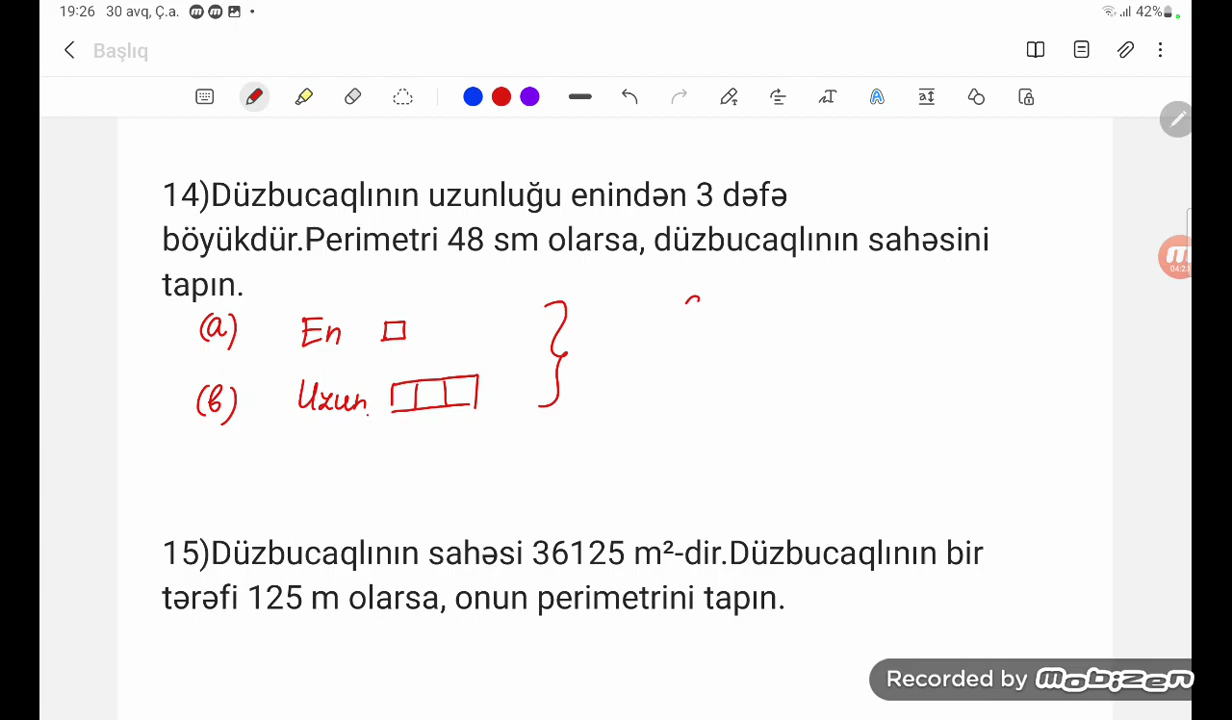 19:26 30 avq, Ç.a.
42%
Başlıq
14)Düzbucaqlının uzunluğu enindən 3 dəfə
böyükdür.Perimetri 48 sm olarsa, düzbucaqlının sahəsini
tapın.
(a) En
(b) Uzun.
15)Düzbucaqlının sahəsi 36125 m²-dir.Düzbucaqlının bir
tərəfi 125 m olarsa, onun perimetrini tapın.
Recorded by mobizen